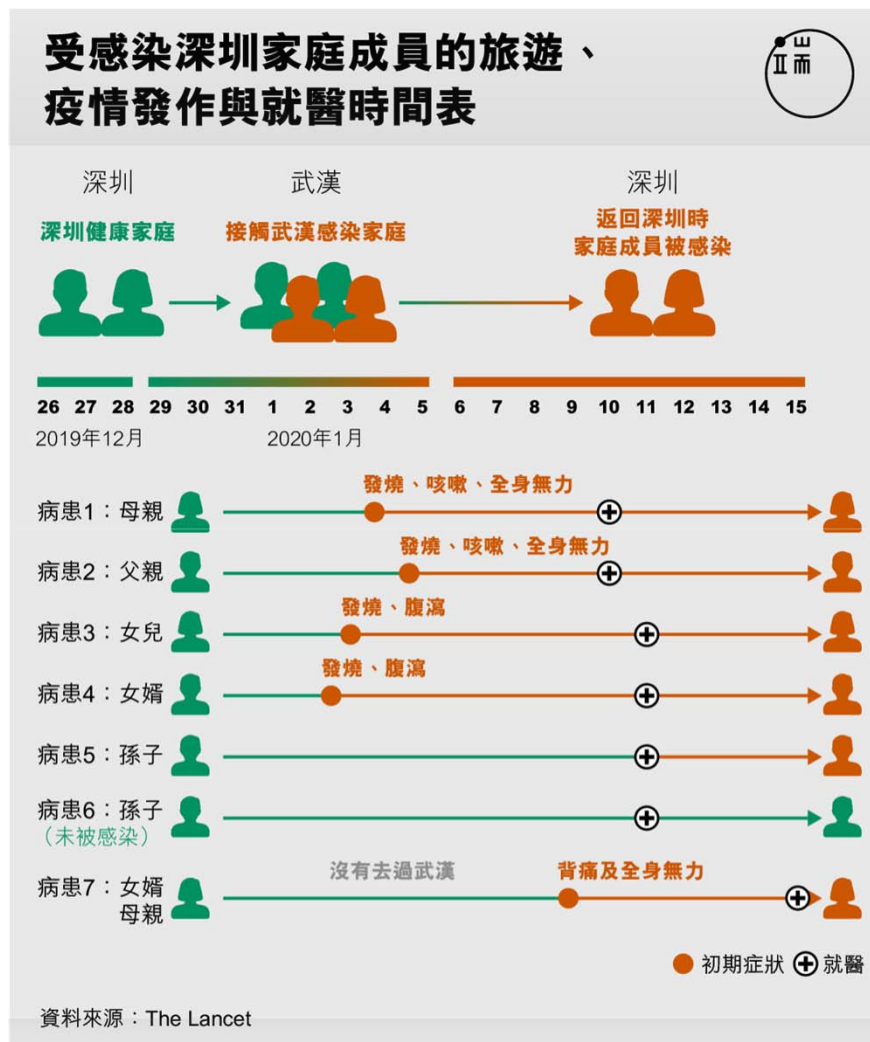 受感染深圳家庭成員的旅遊、
疫情發作與就醫時間表
端
深圳
武漢
深圳
深圳健康家庭
接觸武漢感染家庭
返回深圳時
家庭成員被感染
26 27 28 29 30 31 1 2 3 4 5 6 7 8 9 10 11 12 13 14 15
2019年12月
2020年1月
發燒、咳嗽、全身無力
病患1：母親
發燒、咳嗽、全身無力
病患2：父親
發燒、腹瀉
病患3：女兒
發燒、腹瀉
病患4：女婿
病患5：孫子
病患6：孫子
（未被感染）
沒有去過武漢
背痛及全身無力
病患7：女婿
母親
初期症狀
就醫
資料來源：The Lancet